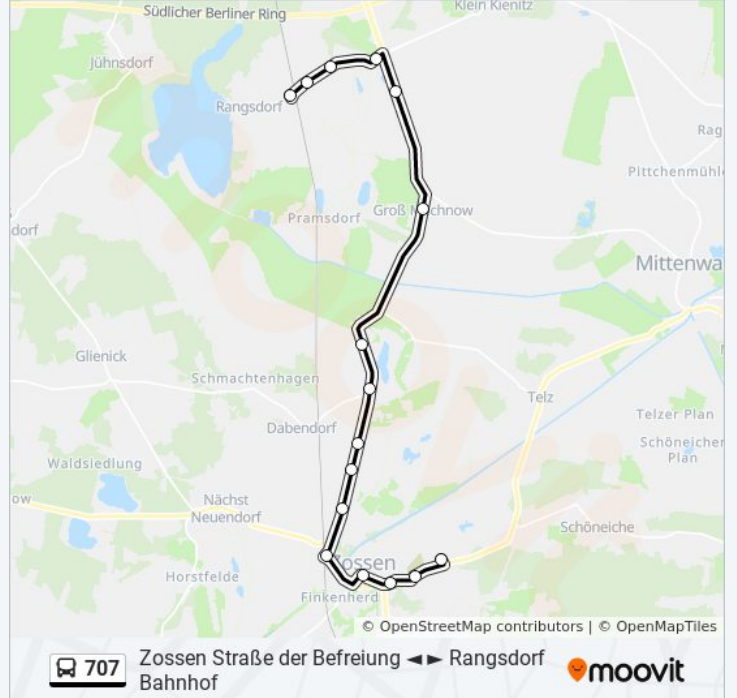 Südlicher Berliner Ring
Klein Kienitz
Jühnsdorf
Rangsdorf
Rag
Pittchenmühl
Pramsdorf
Groß Machnow
dorf
Mittenwa
Glienick
Schmachtenhagen
Telz
Dabendorf
Telzer Plan
Schöneicher
Plan
Waldsiedlung
Nächst
Neuendorf
ow
Schöneiche
Zossen
Horstfelde
Finkenherd
© OpenStreetMap contributors | © OpenMapTiles
707
Zossen Straße der Befreiung ◄ ► Rangsdorf
Bahnhof
moovit